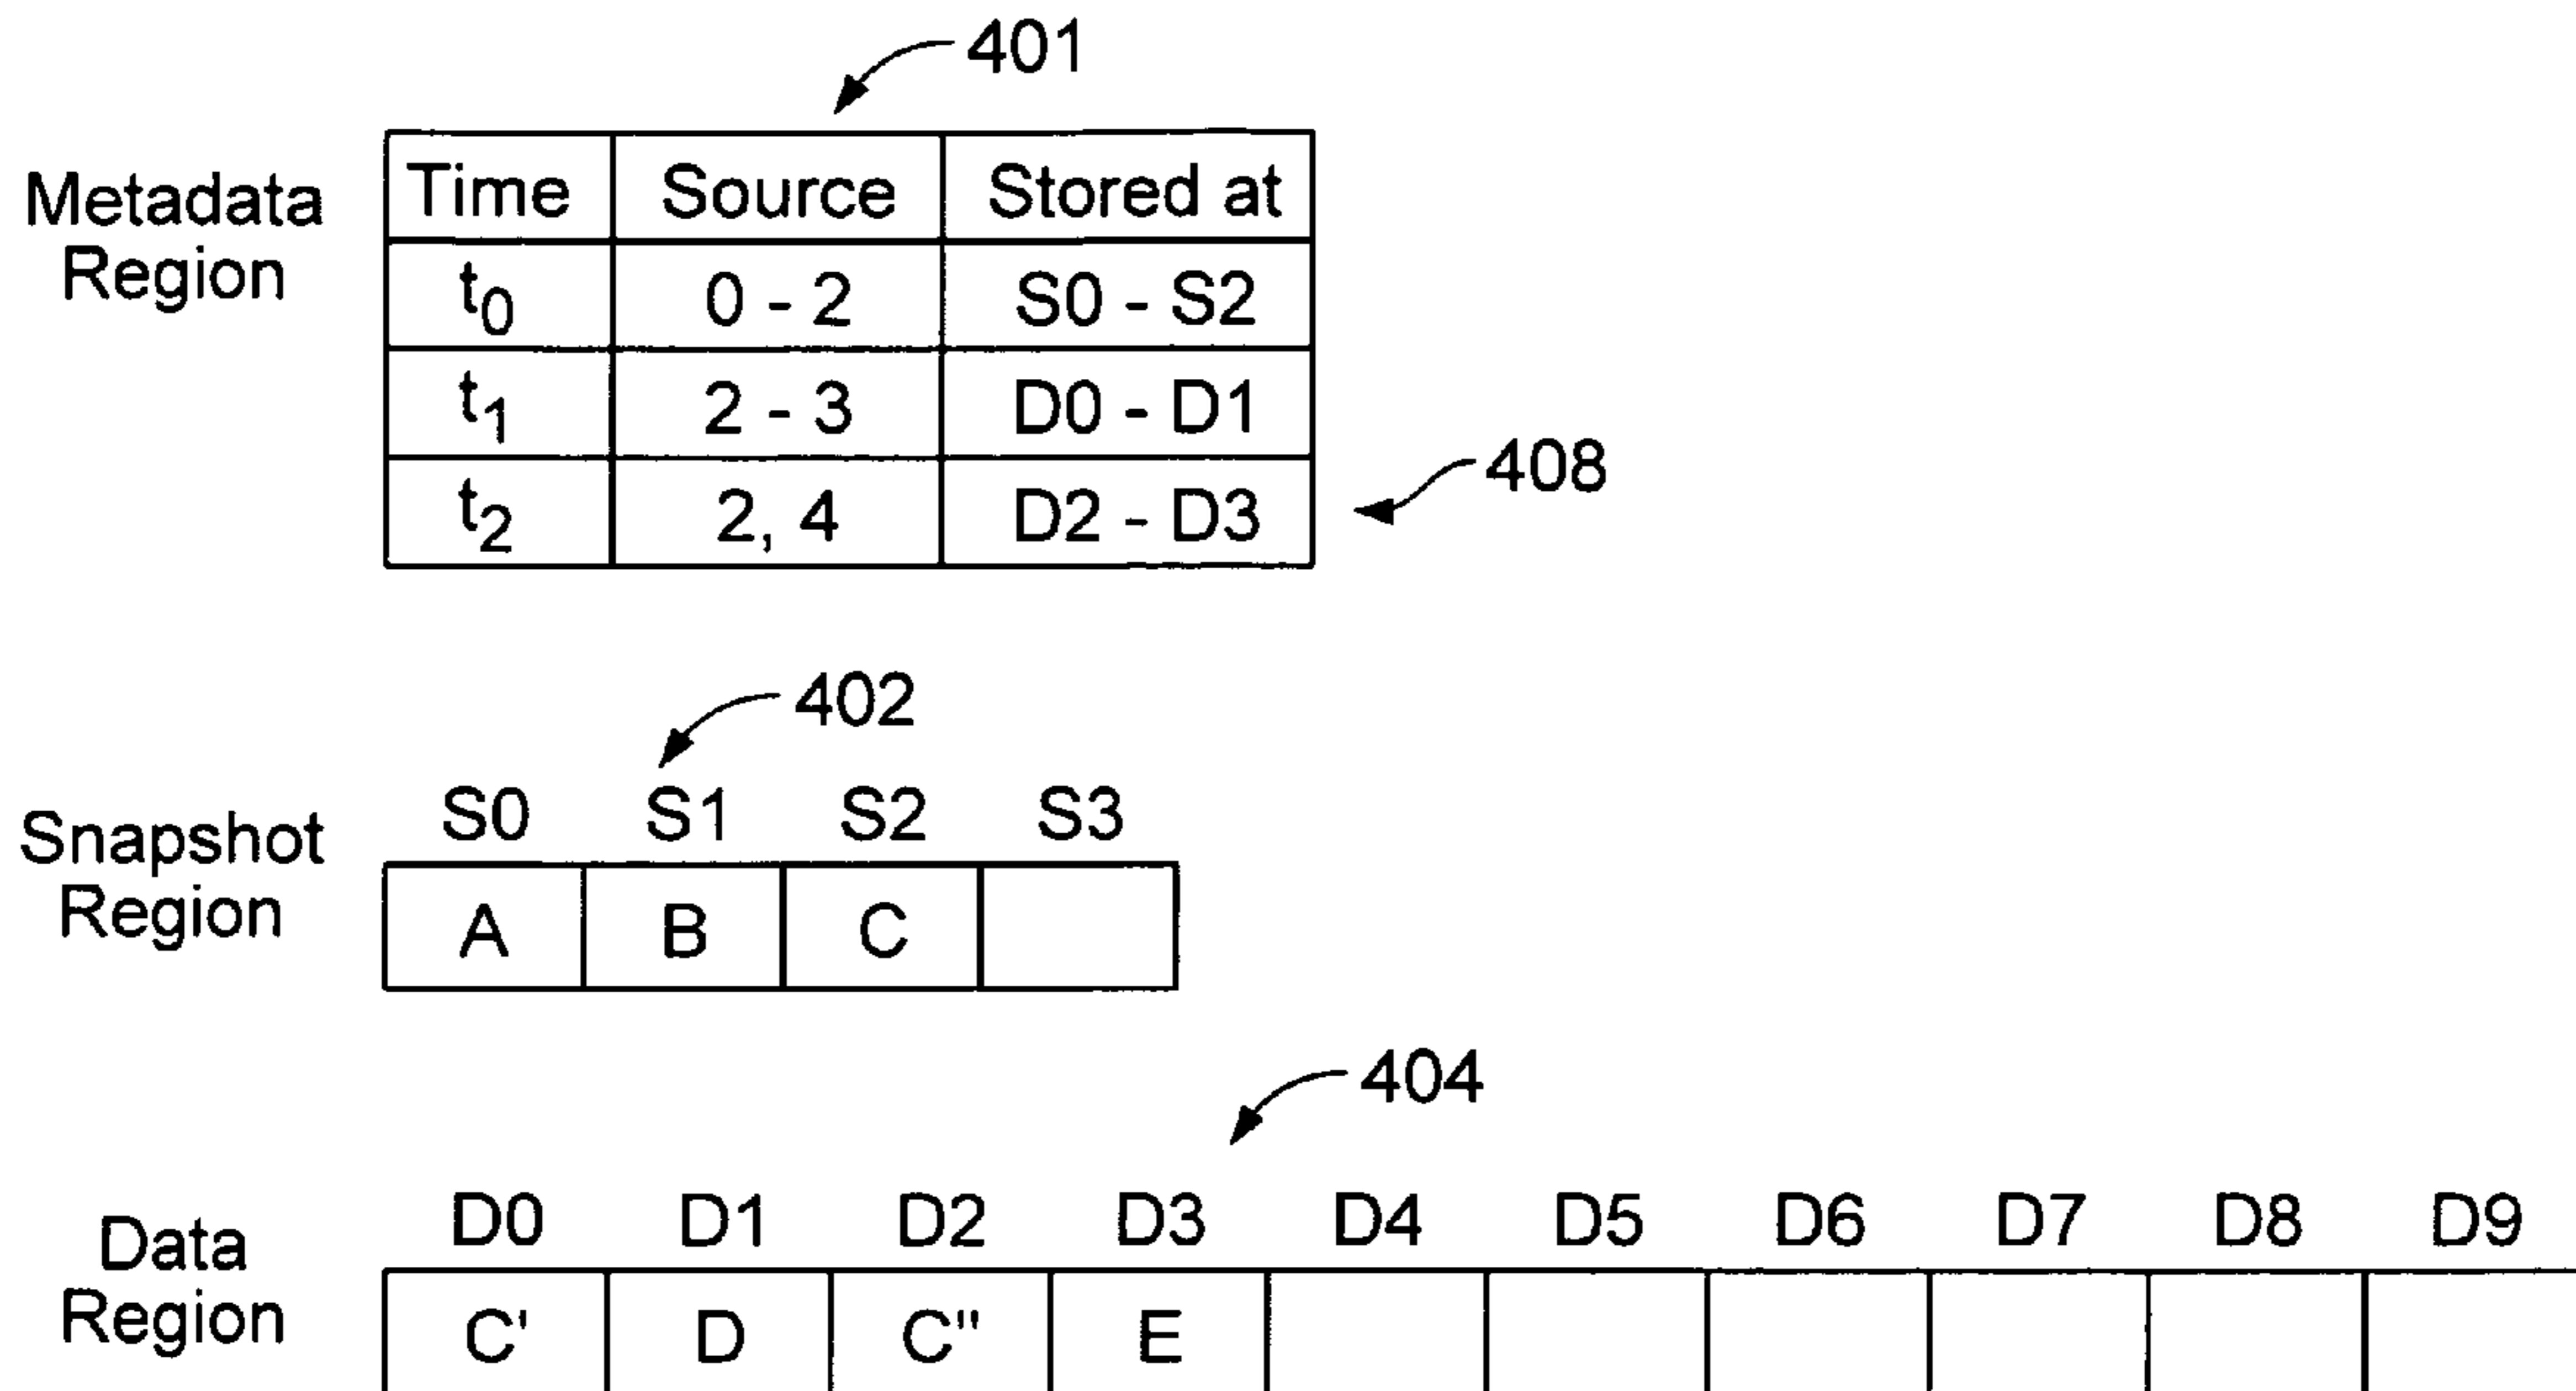 401
Metadata
Region
Time Source Stored at
t0 0 - 2 S0 - S2
t1 2 - 3 D0 - D1
t2 2, 4 D2 - D3
408
402
Snapshot
Region
S0 S1 S2 S3
A B C
404
Data
Region
D0 D1 D2 D3 D4 D5 D6 D7 D8 D9
C' D C" E